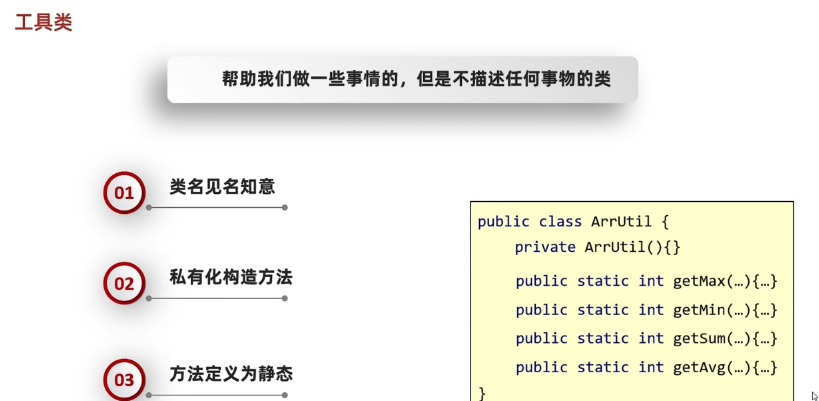 工具类
帮助我们做一些事情的，但是不描述任何事物的类
01 类名见名知意
02 私有化构造方法
03 方法定义为静态
public class ArrUtil {
private ArrUtil(){}
public static int getMax(…){…}
public static int getMin(…){…}
public static int getSum(…){…}
public static int getAvg(…){…}
}